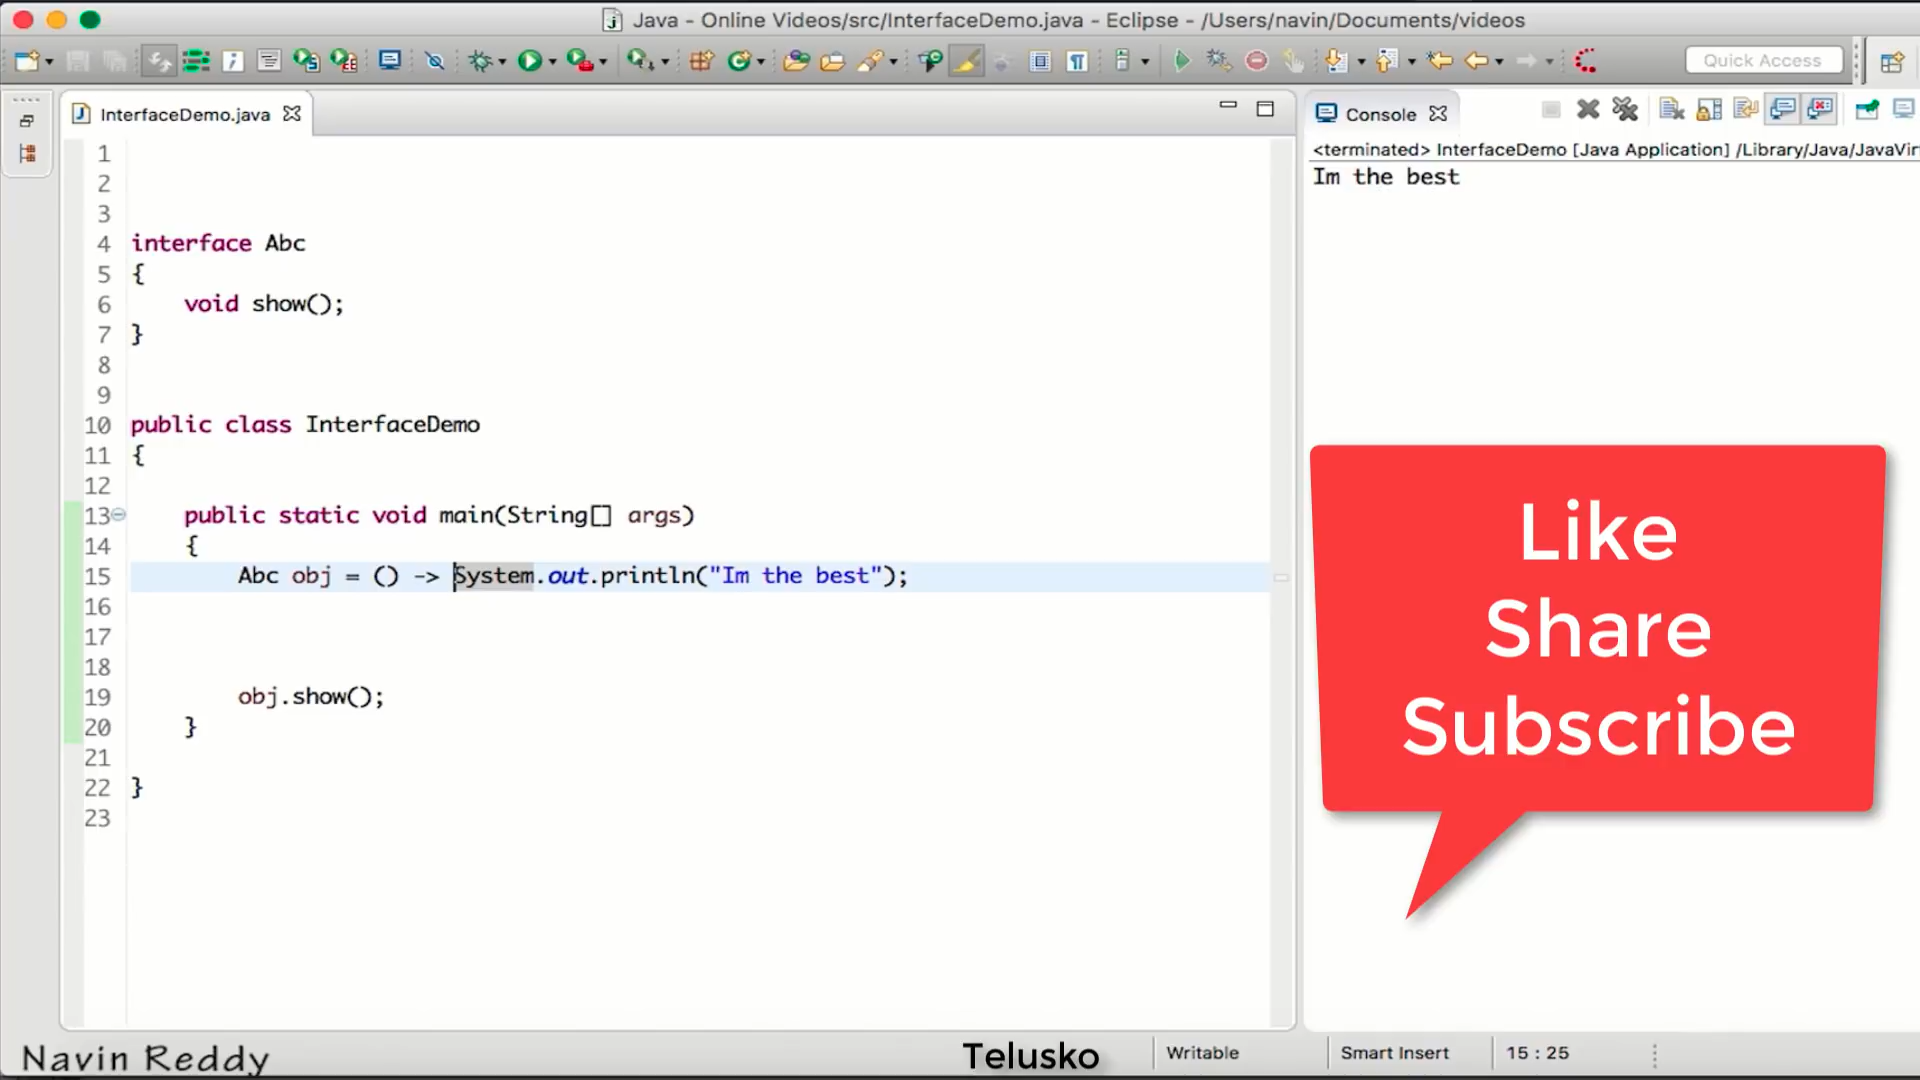 Java - Online Videos/src/InterfaceDemo.java - Eclipse - /Users/navin/Documents/videos
Quick Access
InterfaceDemo.java
1
2
3
4 interface Abc
5 {
6 void show();
7 }
8
9
10 public class InterfaceDemo
11 {
12
13 public static void main(String[] args)
14 {
15 Abc obj = () -> System.out.println("Im the best");
16
17
18
19 obj.show();
20 }
21
22 }
23
Console
<terminated> InterfaceDemo [Java Application] /Library/Java/JavaVir
Im the best
Like
Share
Subscribe
Navin Reddy
Telusko
Writable
Smart Insert
15 : 25